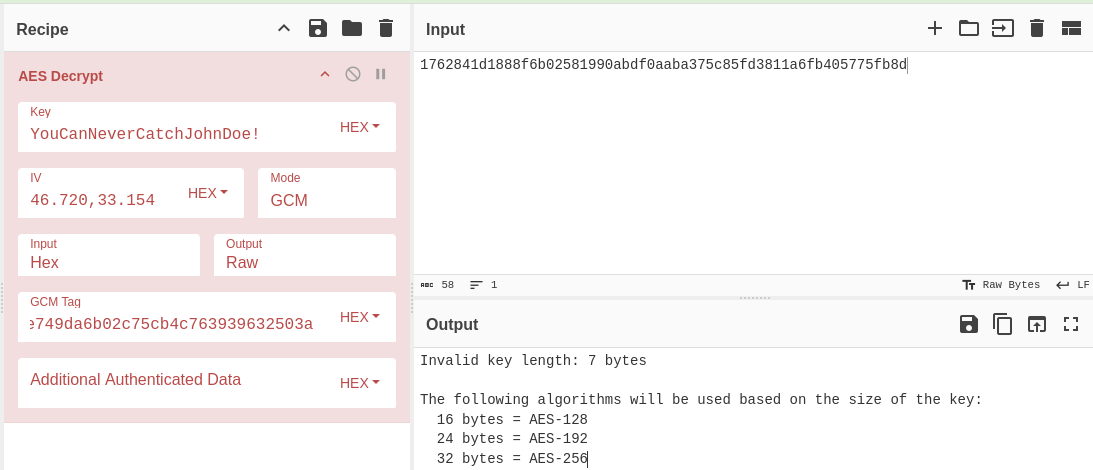 Recipe
AES Decrypt
Key
YouCanNeverCatchJohnDoe!
HEX
IV
46.720,33.154
HEX
Mode
GCM
Input
Hex
Output
Raw
GCM Tag
e749da6b02c75cb4c763939632503a
HEX
Additional Authenticated Data
HEX
Input
1762841d1888f6b02581990abdf0aaba375c85fd3811a6fb405775fb8d
ABC 58 1
Raw Bytes LF
Output
Invalid key length: 7 bytes
The following algorithms will be used based on the size of the key:
16 bytes = AES-128
24 bytes = AES-192
32 bytes = AES-256